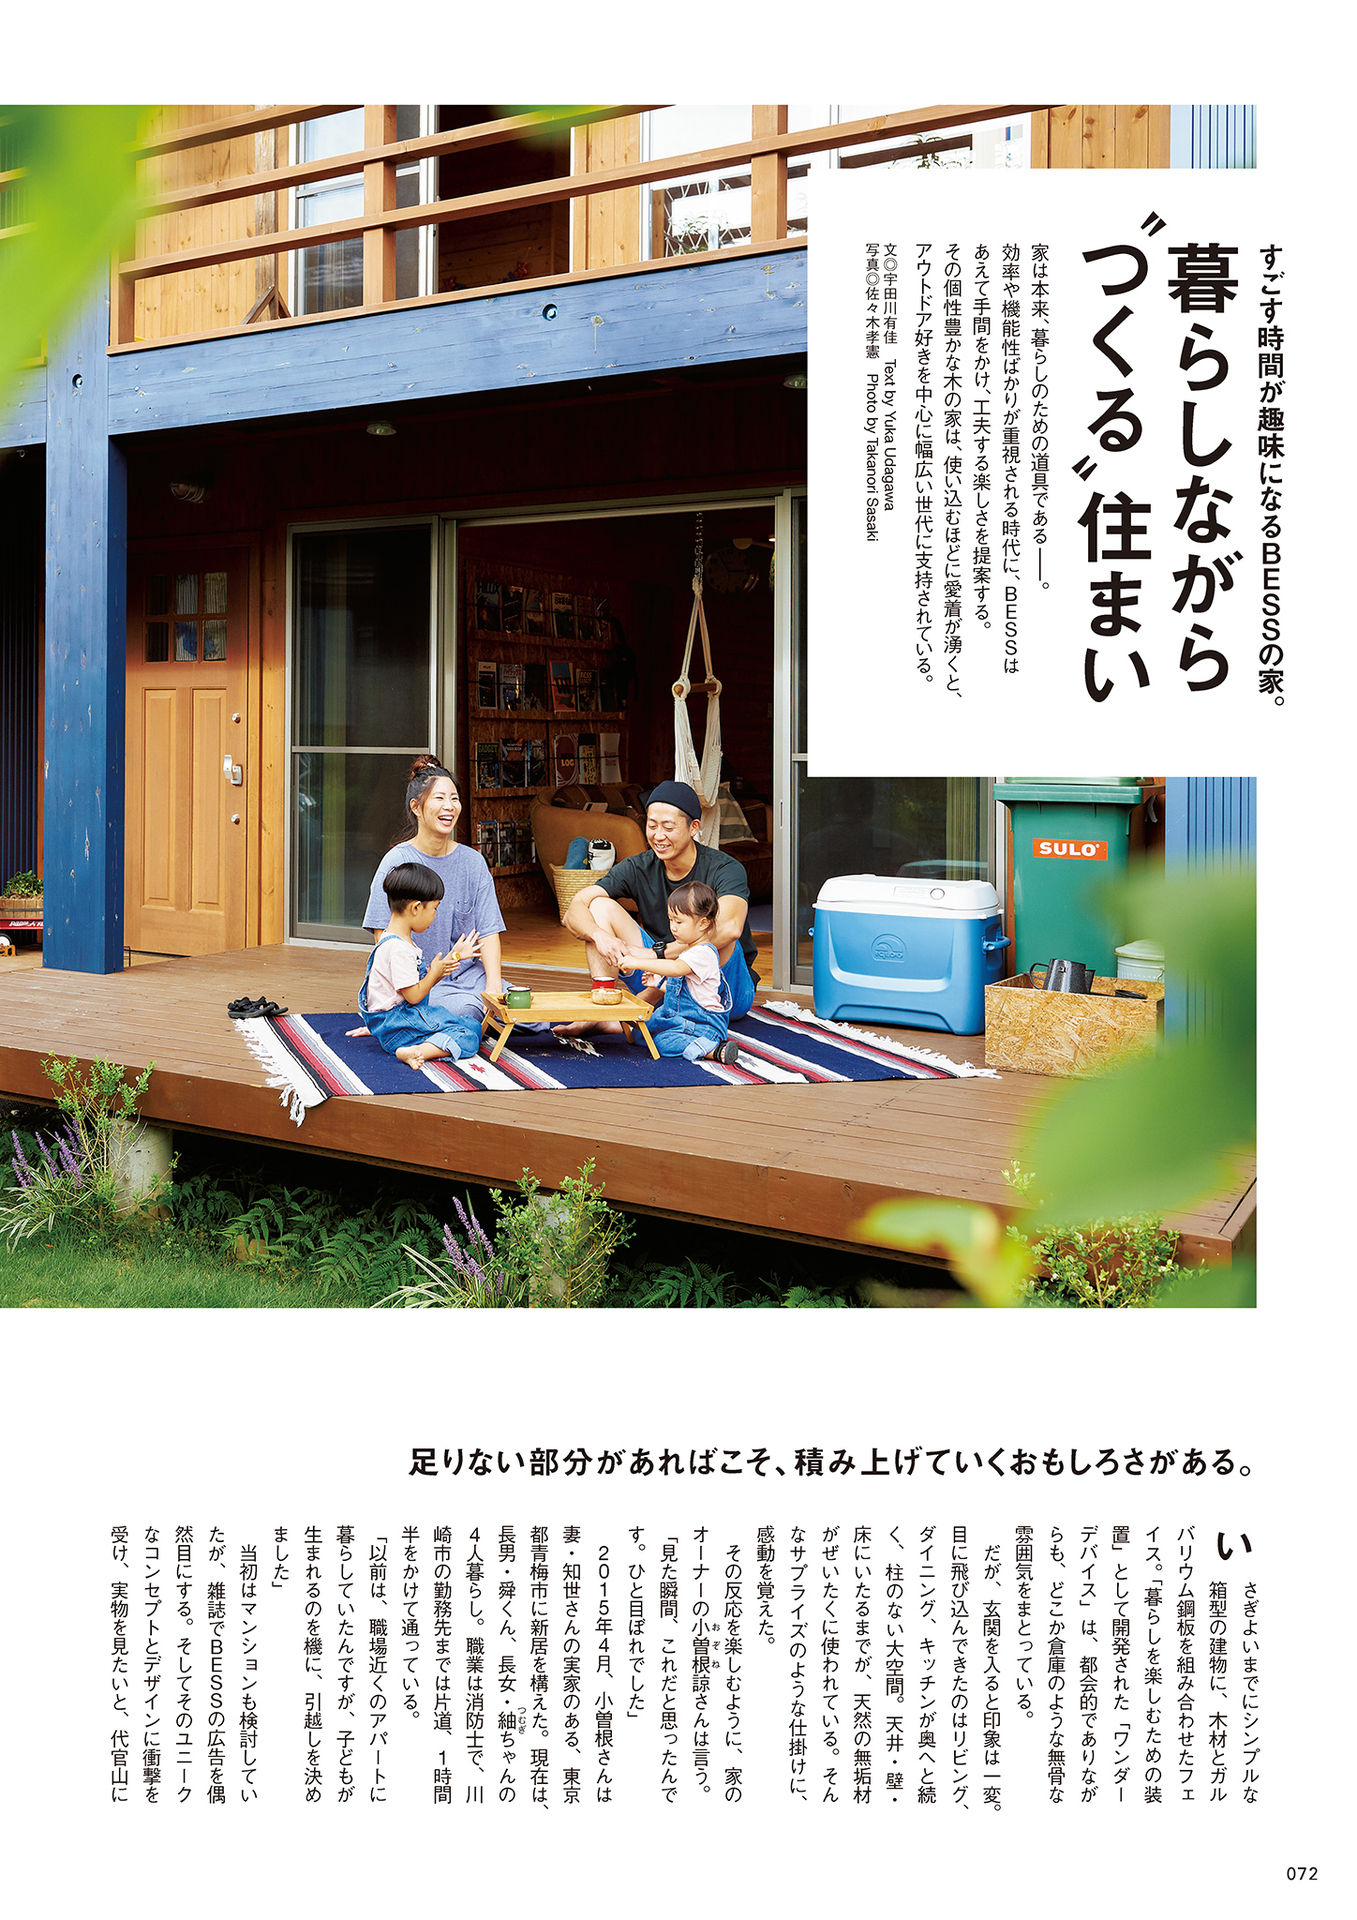 すごす時間が趣味になるBESSの家。
暮らしながら
〝つくる〟住まい
家は本来、暮らしのための道具である——。
効率や機能性ばかりが重視される時代に、BESSは
あえて手間をかけ、工夫する楽しさを提案する。
その個性豊かな木の家は、使い込むほどに愛着が湧くと、
アウトドア好きを中心に幅広い世代に支持されている。
文◎宇田川有佳　Text by Yuka Udagawa
写真◎佐々木孝憲　Photo by Takanori Sasaki
SULO
igloo
GADGET
LOG
足りない部分があればこそ、積み上げていくおもしろさがある。
いさぎよいまでにシンプルな
箱型の建物に、木材とガル
バリウム鋼板を組み合わせたフェ
イス。「暮らしを楽しむための装
置」として開発された「ワンダー
デバイス」は、都会的でありなが
らも、どこか倉庫のような無骨な
雰囲気をまとっている。
だが、玄関を入ると印象は一変。
目に飛び込んできたのはリビング、
ダイニング、キッチンが奥へと続
く、柱のない大空間。天井・壁・
床にいたるまでが、天然の無垢材
がぜいたくに使われている。そん
なサプライズのような仕掛けに、
感動を覚えた。
その反応を楽しむように、家の
オーナーの小曽根諒さんは言う。
おぞね
「見た瞬間、これだと思ったんで
す。ひと目ぼれでした」
2015年4月、小曽根さんは
妻・知世さんの実家のある、東京
都青梅市に新居を構えた。現在は、
長男・舜くん、長女・紬ちゃんの
つむぎ
4人暮らし。職業は消防士で、川
崎市の勤務先までは片道、1時間
半をかけて通っている。
「以前は、職場近くのアパートに
暮らしていたんですが、子どもが
生まれるのを機に、引越しを決め
ました」
当初はマンションも検討してい
たが、雑誌でBESSの広告を偶
然目にする。そしてそのユニーク
なコンセプトとデザインに衝撃を
受け、実物を見たいと、代官山に
072